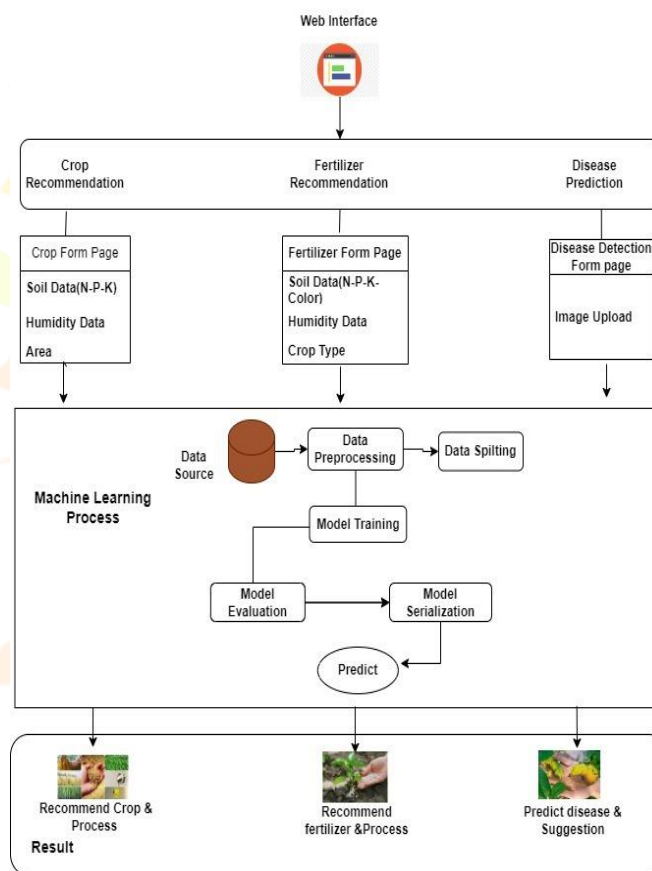 Web Interface
Crop
Recommendation
Fertilizer
Recommendation
Disease
Prediction
Crop Form Page
Soil Data(N-P-K)
Humidity Data
Area
Fertilizer Form Page
Soil Data(N-P-K-
Color)
Humidity Data
Crop Type
Disease Detection
Form page
Image Upload
Data
Source
Data
Preprocessing
Data Spilting
Machine Learning
Process
Model Training
Model
Evaluation
Model
Serialization
Predict
Recommend Crop &
Process
Recommend
fertilizer &Process
Predict disease &
Suggestion
Result